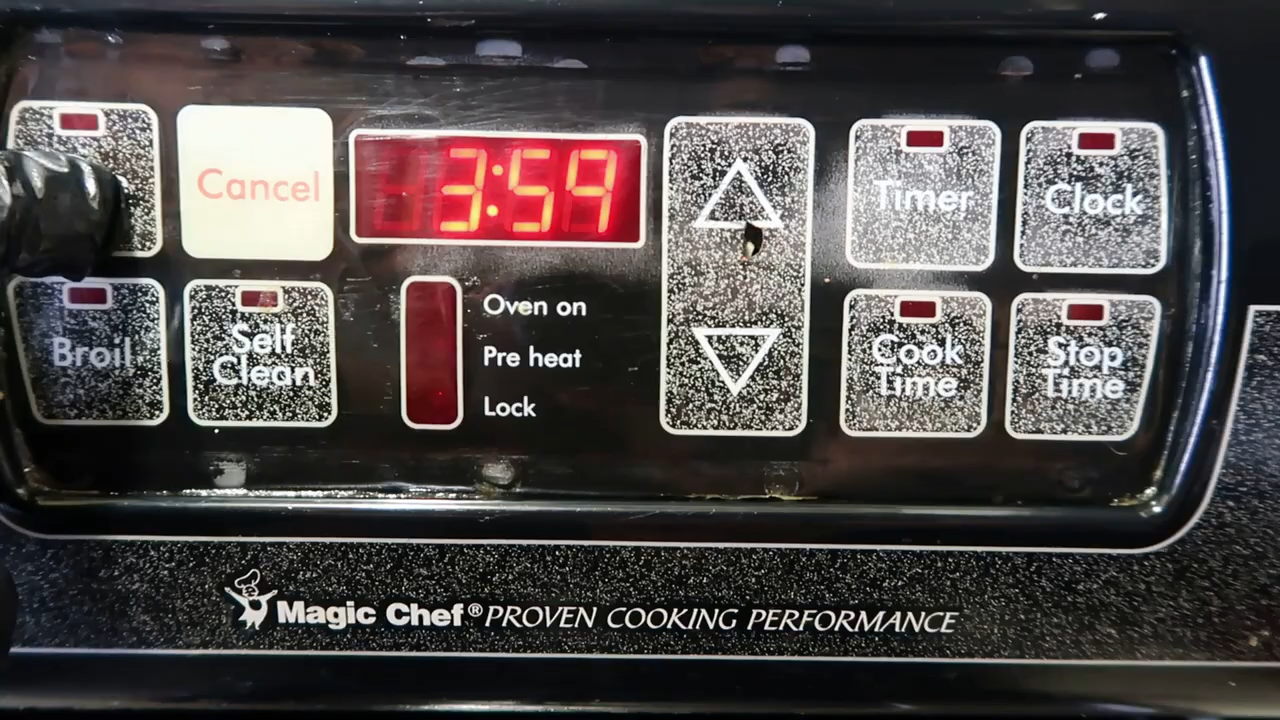 Cancel
3:59
Timer
Clock
Broil
Self
Clean
Oven on
Pre heat
Lock
Cook
Time
Stop
Time
Magic Chef® PROVEN COOKING PERFORMANCE